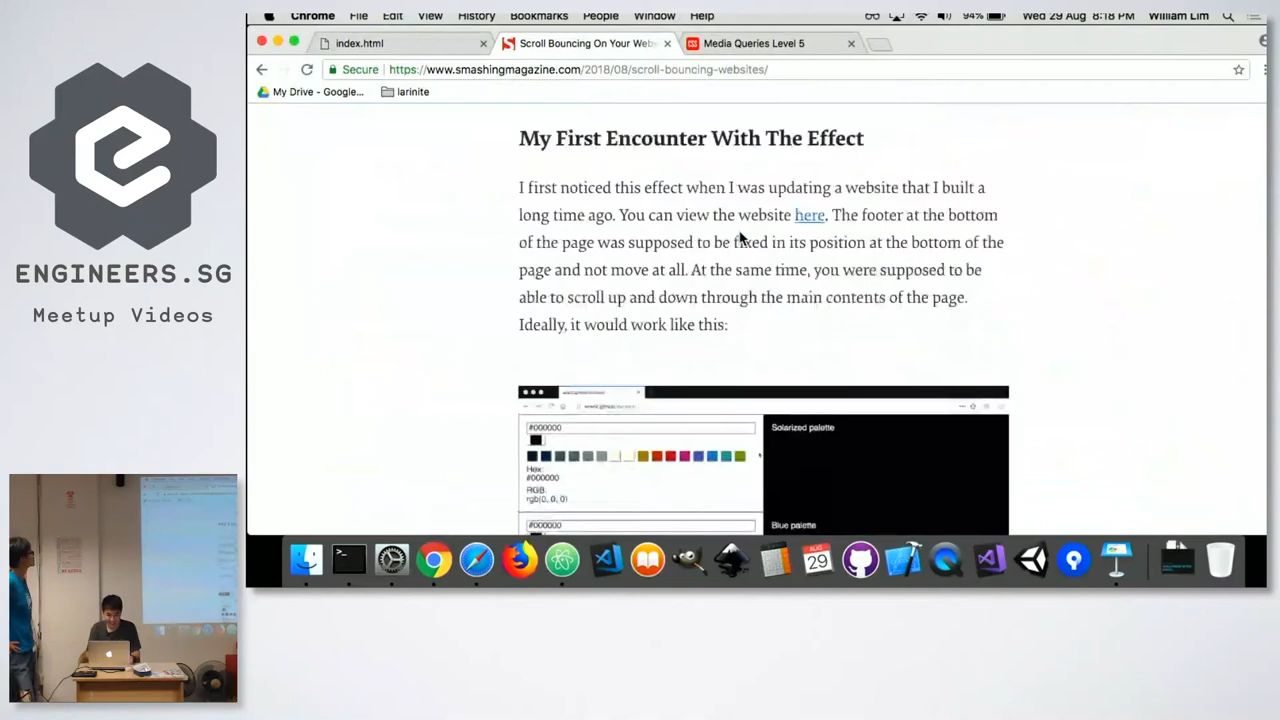 Chrome File Edit View History Bookmarks People Window Help 94% Wed 29 Aug 8:18 PM William Lim
index.html Scroll Bouncing On Your Web Media Queries Level 5
Secure https://www.smashingmagazine.com/2018/08/scroll-bouncing-websites/
My Drive - Google... larinite
My First Encounter With The Effect
I first noticed this effect when I was updating a website that I built a
long time ago. You can view the website here. The footer at the bottom
of the page was supposed to be fixed in its position at the bottom of the
page and not move at all. At the same time, you were supposed to be
able to scroll up and down through the main contents of the page.
Ideally, it would work like this:
#000000
Solarized palette
Hex:
#000000
RGB:
rgb(0, 0, 0)
#000000
Blue palette
AUG
29
ENGINEERS.SG
Meetup Videos